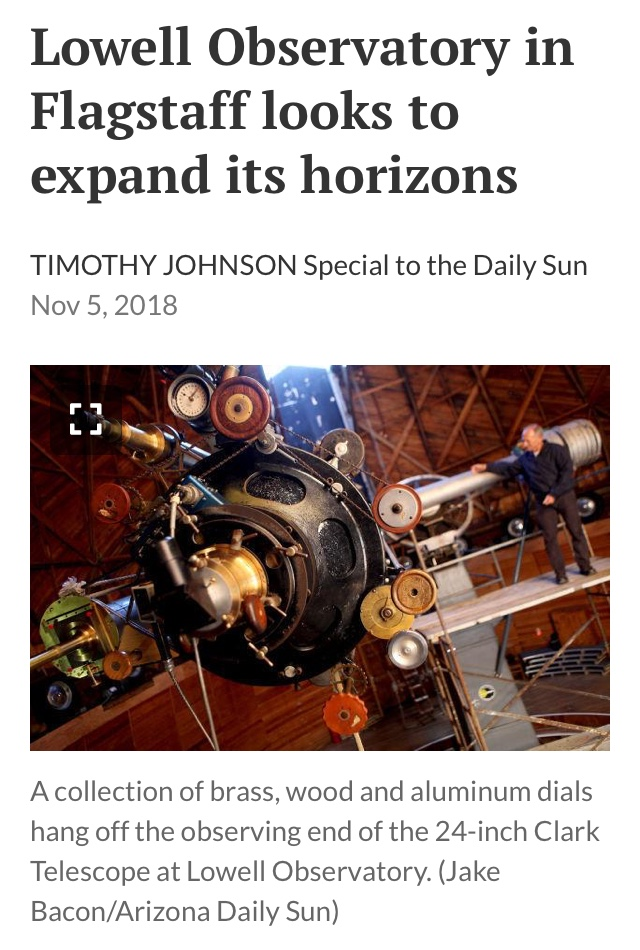 Lowell Observatory in
Flagstaff looks to
expand its horizons
TIMOTHY JOHNSON Special to the Daily Sun
Nov 5, 2018
A collection of brass, wood and aluminum dials
hang off the observing end of the 24-inch Clark
Telescope at Lowell Observatory. (Jake
Bacon/Arizona Daily Sun)